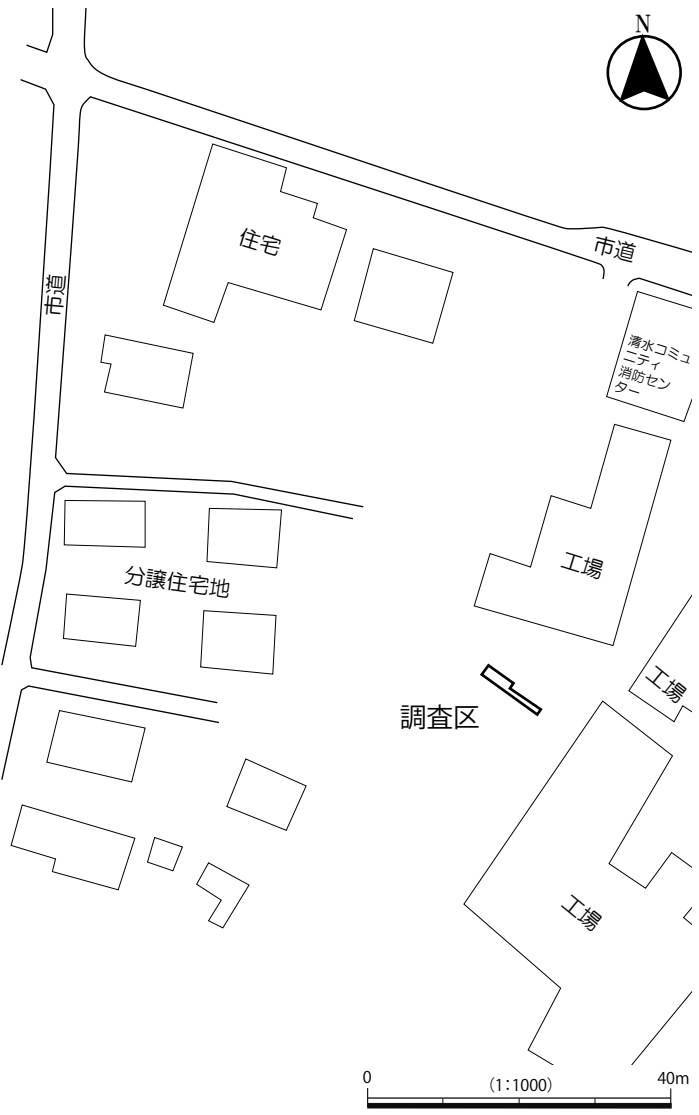 N
住宅
市道
市道
清水コミュ
ニティ
消防セン
ター
工場
分譲住宅地
工場
調査区
工場
0
(1:1000)
40m